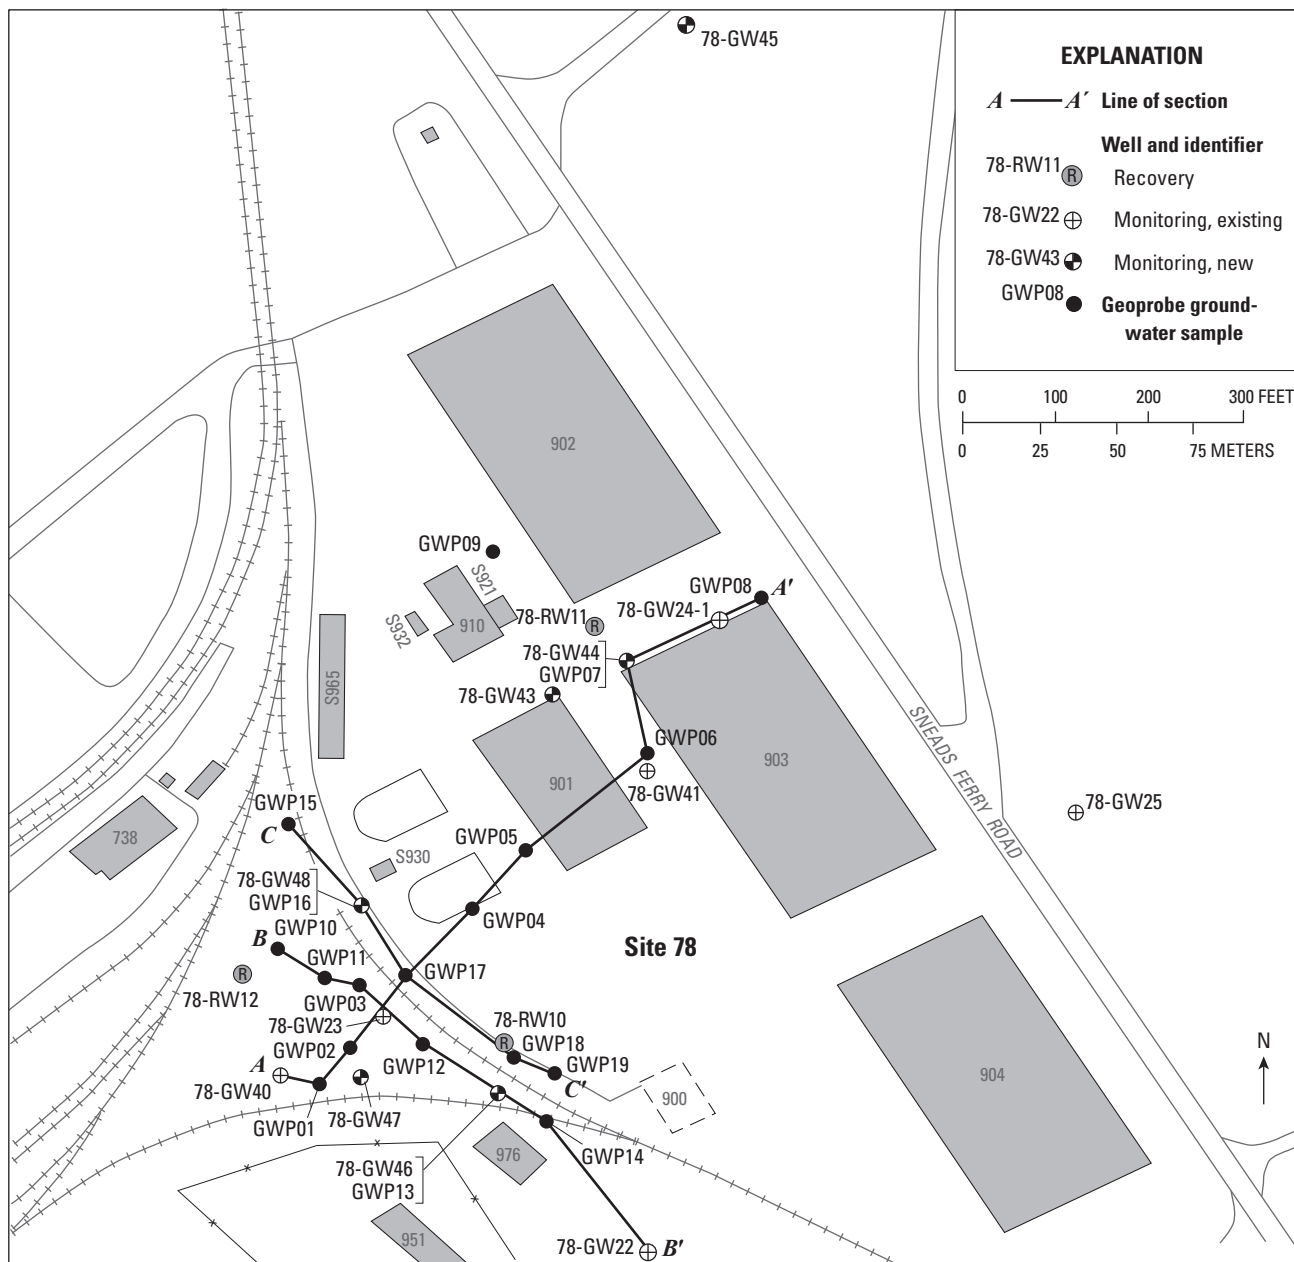 78-GW45
EXPLANATION
A A′ Line of section
Well and identifier
78-RW11 R Recovery
78-GW22 Monitoring, existing
78-GW43 Monitoring, new
GWP08 Geoprobe ground-
water sample
0 100 200 300 FEET
0 25 50 75 METERS
902
GWP09
S921
S932
910
78-RW11 R
GWP08 A′
78-GW24-1
78-GW44
GWP07
78-GW43
S965
GWP06
78-GW41
901
903
SNEADS FERRY ROAD
78-GW25
GWP15
C
738
GWP05
S930
78-GW48
GWP16
GWP04
GWP10
B
GWP11
Site 78
GWP17
R
78-RW12
GWP03
78-GW23
78-RW10
R
GWP18
GWP02
GWP12
GWP19
C′
A
78-GW40
GWP01
78-GW47
900
904
N
976
GWP14
78-GW46
GWP13
951
78-GW22 B′